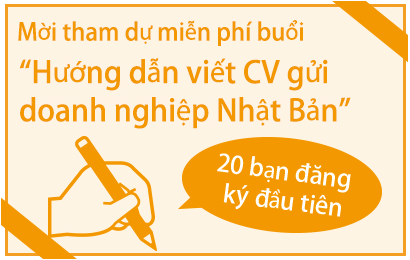 Mời tham dự miễn phí buổi
“Hướng dẫn viết CV gửi
doanh nghiệp Nhật Bản”
20 bạn đăng
ký đầu tiên